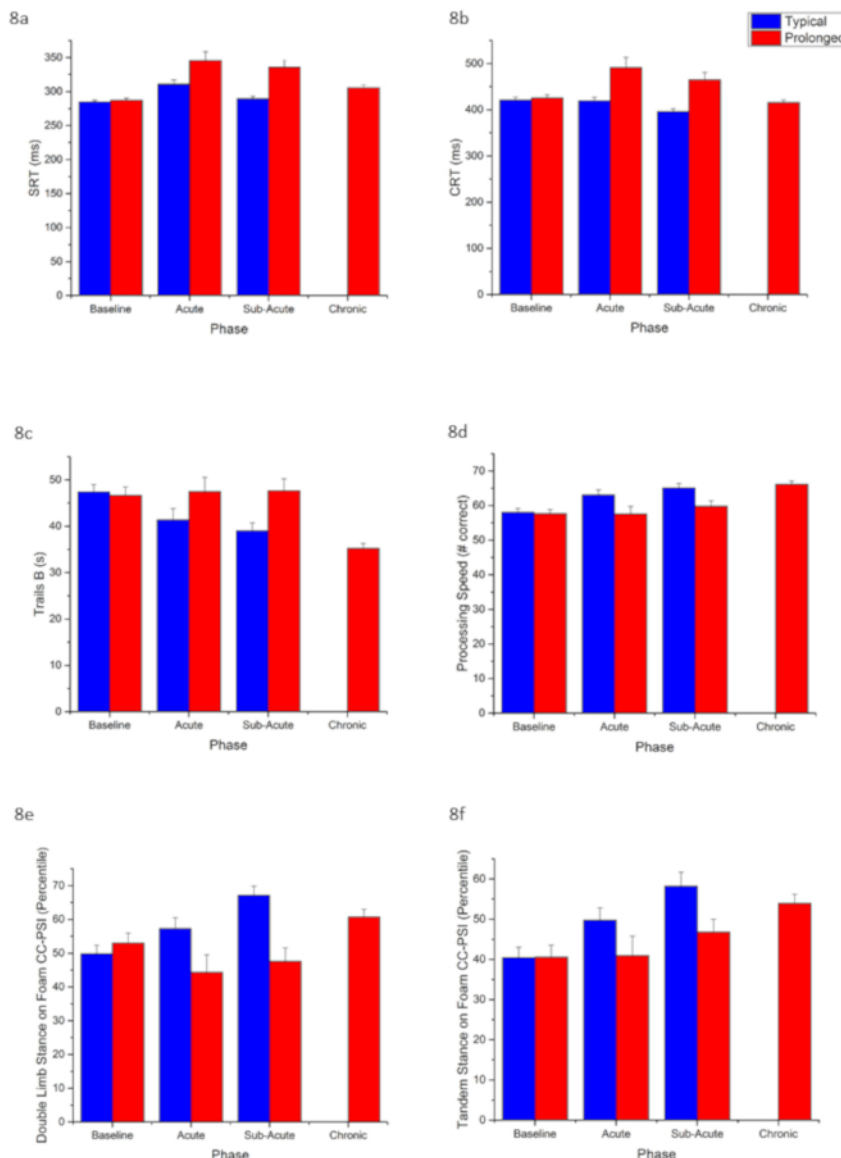 8a
8b
Typical
Prolonged
350
300
250
200
150
100
50
0
SRT (ms)
Baseline Acute Sub-Acute Chronic
Phase
500
400
300
200
100
0
CRT (ms)
Baseline Acute Sub-Acute Chronic
Phase
8c
8d
50
40
30
20
10
0
Trails B (s)
Baseline Acute Sub-Acute Chronic
Phase
70
60
50
40
30
20
10
0
Processing Speed (# correct)
Baseline Acute Sub-Acute Chronic
Phase
8e
8f
70
60
50
40
30
20
10
0
Double Limb Stance on Foam CC-PSI (Percentile)
Baseline Acute Sub-Acute Chronic
Phase
60
50
40
30
20
10
0
Tandem Stance on Foam CC-PSI (Percentile)
Baseline Acute Sub-Acute Chronic
Phase